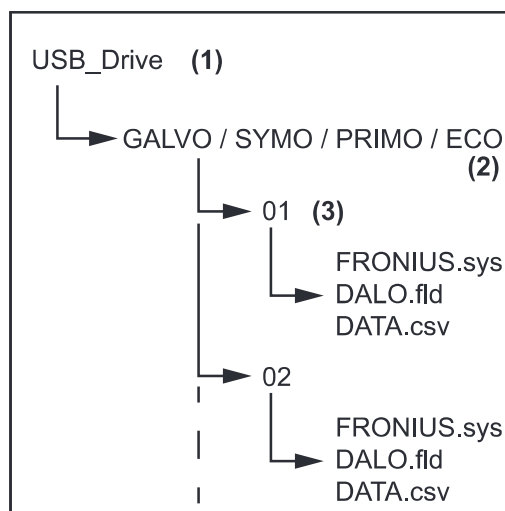 USB_Drive (1)
GALVO / SYMO / PRIMO / ECO
(2)
01 (3)
FRONIUS.sys
DALO.fld
DATA.csv
02
FRONIUS.sys
DALO.fld
DATA.csv